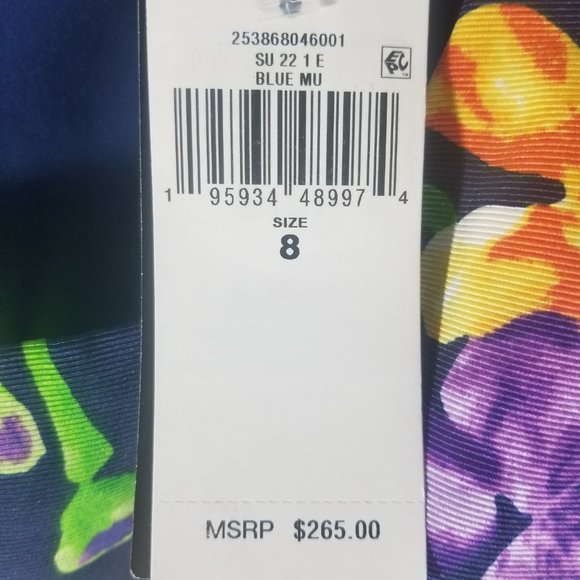 253868046001
SU 22 1 E
BLUE MU
1 95934 48997 4
SIZE
8
MSRP $265.00